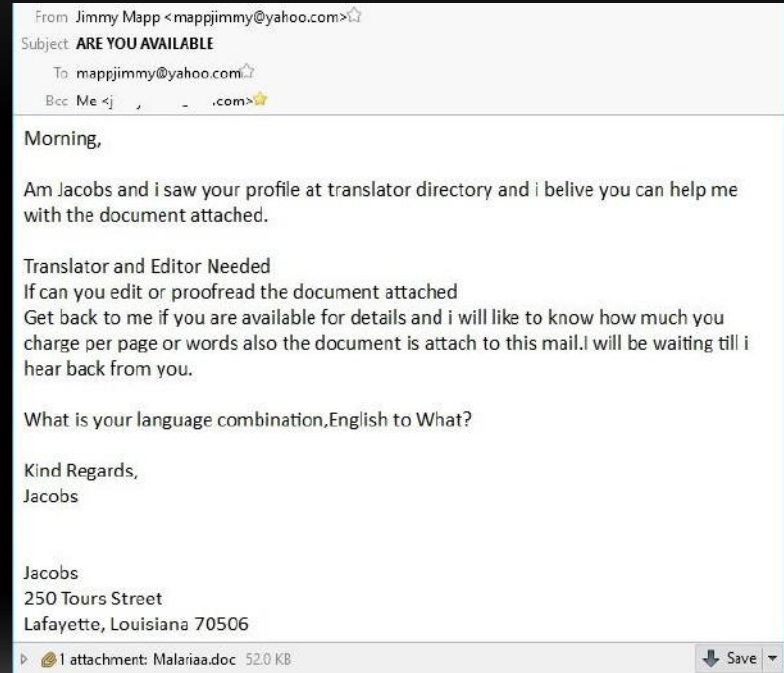 From Jimmy Mapp <mappjimmy@yahoo.com>
Subject ARE YOU AVAILABLE
To mappjimmy@yahoo.com
Bcc Me <j , _ .com>
Morning,
Am Jacobs and i saw your profile at translator directory and i belive you can help me
with the document attached.
Translator and Editor Needed
If can you edit or proofread the document attached
Get back to me if you are available for details and i will like to know how much you
charge per page or words also the document is attach to this mail.I will be waiting till i
hear back from you.
What is your language combination,English to What?
Kind Regards,
Jacobs
Jacobs
250 Tours Street
Lafayette, Louisiana 70506
1 attachment: Malariaa.doc 52.0 KB
Save